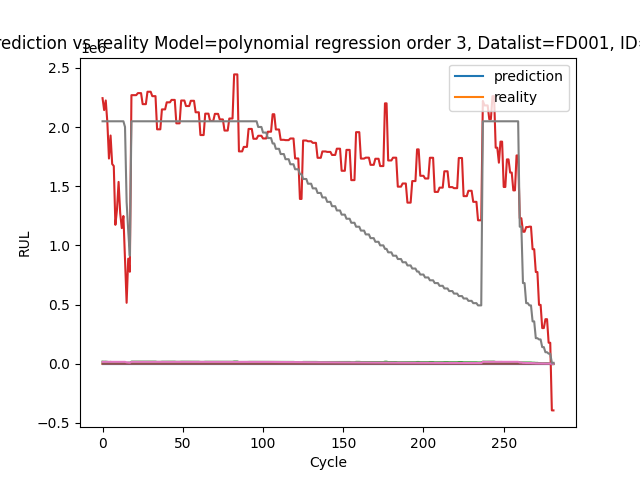 rediction vs reality Model=polynomial regression order 3, Datalist=FD001, ID=
1e6
2.5
2.0
1.5
1.0
0.5
0.0
−0.5
RUL
prediction
reality
0 50 100 150 200 250
Cycle